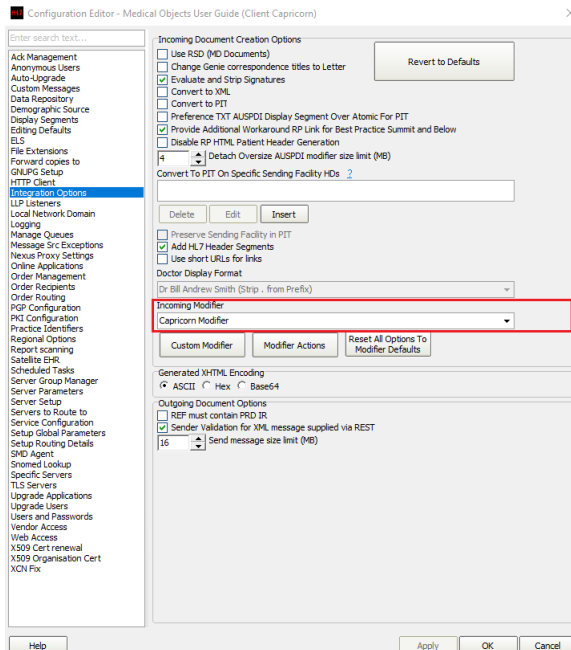 Configuration Editor - Medical Objects User Guide (Client Capricorn)
Enter search text...
Ack Management
Anonymous Users
Auto-Upgrade
Custom Messages
Data Repository
Demographic Source
Display Segments
Editing Defaults
ELS
File Extensions
Forward copies to
GNUPG Setup
HTTP Client
Integration Options
LLP Listeners
Local Network Domain
Logging
Manage Queues
Message Src Exceptions
Nexus Proxy Settings
Online Applications
Order Management
Order Recipients
Order Routing
PGP Configuration
PKI Configuration
Practice Identifiers
Regional Options
Report scanning
Satellite EHR
Scheduled Tasks
Server Group Manager
Server Parameters
Server Setup
Servers to Route to
Service Configuration
Setup Global Parameters
Setup Routing Details
SMD Agent
Snomed Lookup
Specific Servers
TLS Servers
Upgrade Applications
Upgrade Users
Users and Passwords
Vendor Access
Web Access
X509 Cert renewal
X509 Organisation Cert
XCN Fix
Incoming Document Creation Options
Use RSD (MD Documents)
Change Genie correspondence titles to Letter
Revert to Defaults
Evaluate and Strip Signatures
Convert to XML
Convert to PIT
Preference TXT AUSPDI Display Segment Over Atomic For PIT
Provide Additional Workaround RP Link for Best Practice Summit and Below
Disable RP HTML Patient Header Generation
4 Detach Oversize AUSPDI modifier size limit (MB)
Convert To PIT On Specific Sending Facility HDs ?
Delete Edit Insert
Preserve Sending Facility in PIT
Add HL7 Header Segments
Use short URLs for links
Doctor Display Format
Dr Bill Andrew Smith (Strip . from Prefix)
Incoming Modifier
Capricorn Modifier
Custom Modifier Modifier Actions Reset All Options To
Modifier Defaults
Generated XHTML Encoding
ASCII Hex Base64
Outgoing Document Options
REF must contain PRD IR
Sender Validation for XML message supplied via REST
16 Send message size limit (MB)
Help Apply OK Cancel